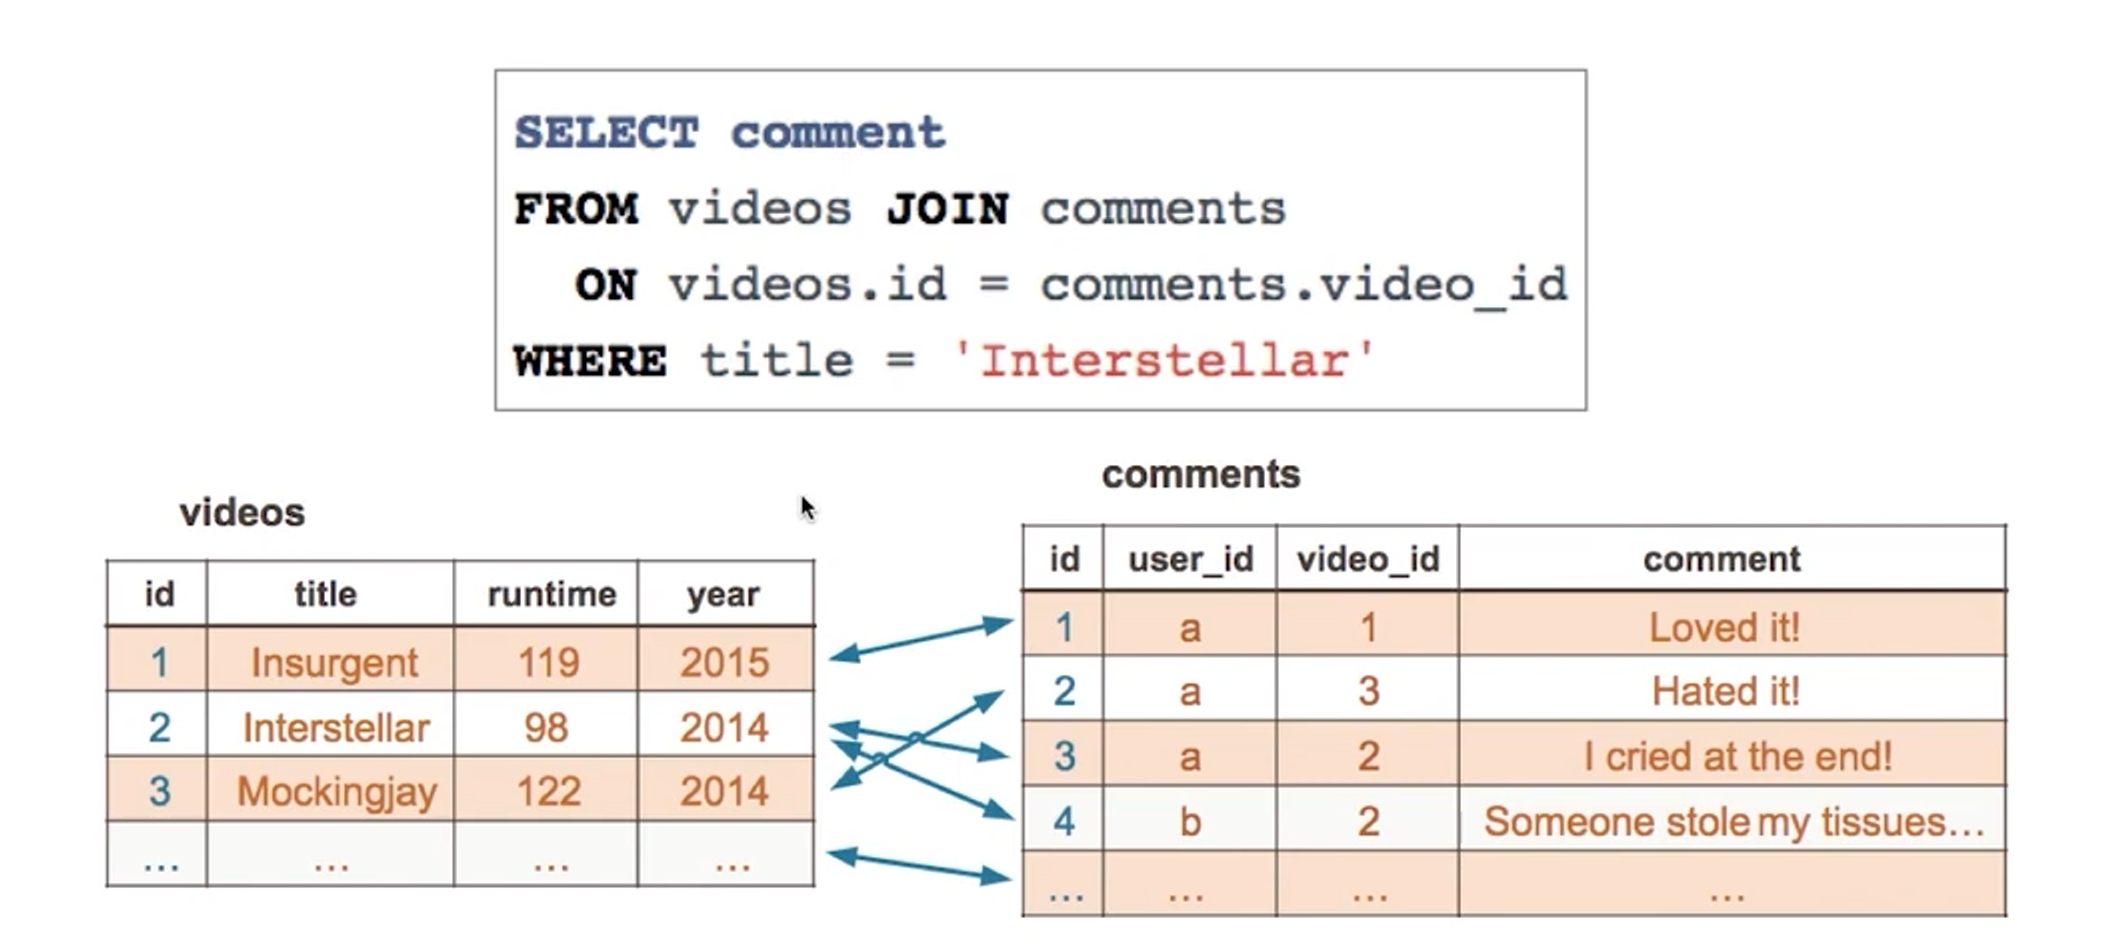 SELECT comment
FROM videos JOIN comments
ON videos.id = comments.video_id
WHERE title = 'Interstellar'
videos
id title runtime year
1 Insurgent 119 2015
2 Interstellar 98 2014
3 Mockingjay 122 2014
... ... ... ...
comments
id user_id video_id comment
1 a 1 Loved it!
2 a 3 Hated it!
3 a 2 I cried at the end!
4 b 2 Someone stole my tissues...
... ... ... ...